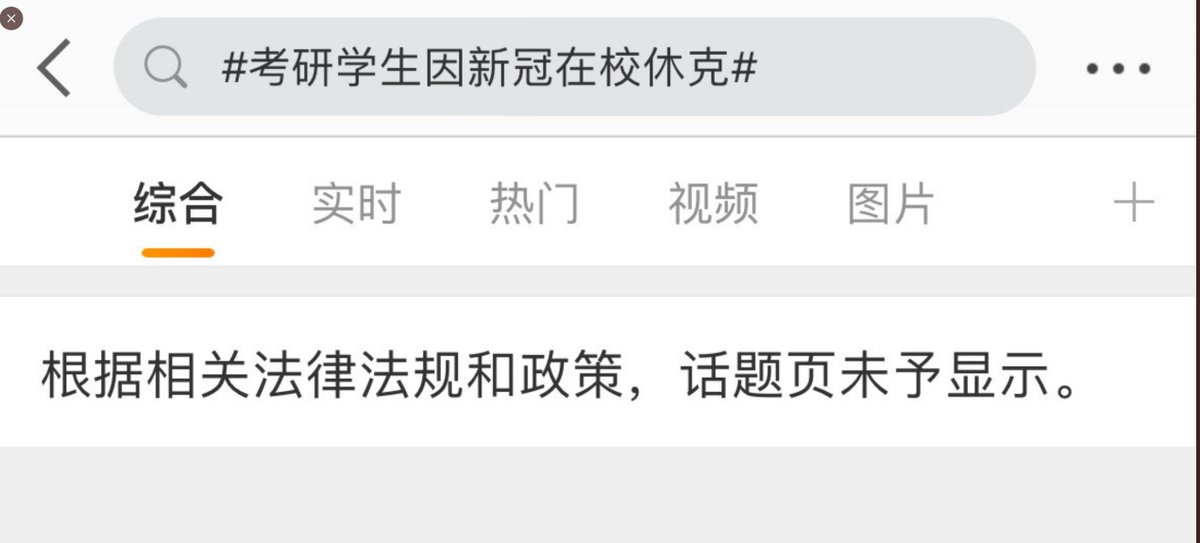 #考研学生因新冠在校休克#
综合 实时 热门 视频 图片
根据相关法律法规和政策，话题页未予显示。